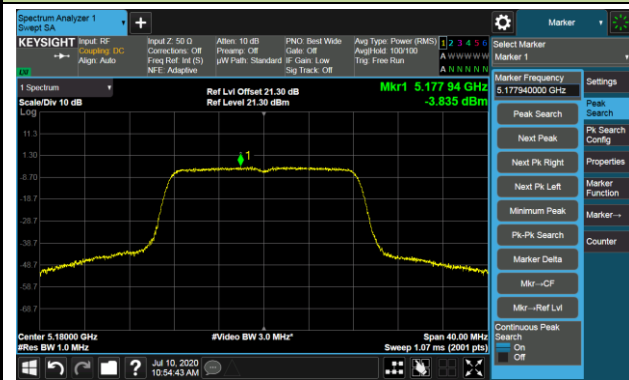 Spectrum Analyzer 1
Swept SA
+
Marker
KEYSIGHT
Input: RF
Coupling: DC
Align: Auto
Input Z: 50 Ω
Corrections: Off
Freq Ref: Int (S)
NFE: Adaptive
Atten: 10 dB
Preamp: Off
µW Path: Standard
PNO: Best Wide
Gate: Off
IF Gain: Low
Sig Track: Off
Avg Type: Power (RMS)
Avg|Hold: 100/100
Trig: Free Run
1 2 3 4 5 6
A W W W W W
A N N N N N
Select Marker
Marker 1
1 Spectrum
Scale/Div 10 dB
Log
Ref Lvl Offset 21.30 dB
Ref Level 21.30 dBm
Mkr1 5.177 94 GHz
-3.835 dBm
11.3
1.30
-8.70
-18.7
-28.7
-38.7
-48.7
-58.7
-68.7
1
Center 5.18000 GHz
#Res BW 1.0 MHz
#Video BW 3.0 MHz*
Span 40.00 MHz
Sweep 1.07 ms (2001 pts)
Marker Frequency
5.177940000 GHz
Peak Search
Next Peak
Next Pk Right
Next Pk Left
Minimum Peak
Pk-Pk Search
Marker Delta
Mkr→CF
Mkr→Ref Lvl
Continuous Peak
Search
On
Off
Settings
Peak
Search
Pk Search
Config
Properties
Marker
Function
Marker→
Counter
?
Jul 10, 2020
10:54:43 AM